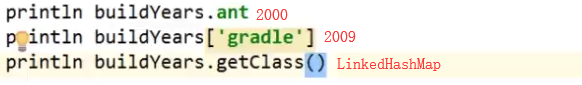 println buildYears.ant 2000
println buildYears['gradle'] 2009
println buildYears.getClass() LinkedHashMap